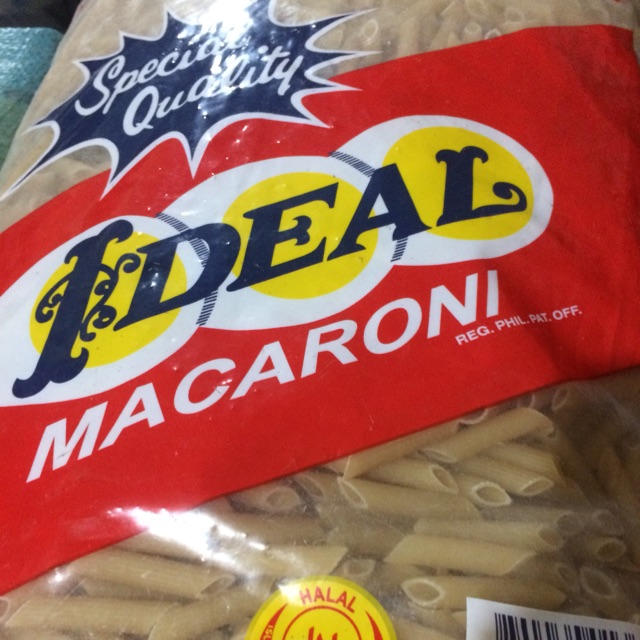 Special
Quality
IDEAL
MACARONI
REG. PHIL. PAT. OFF.
HALAL